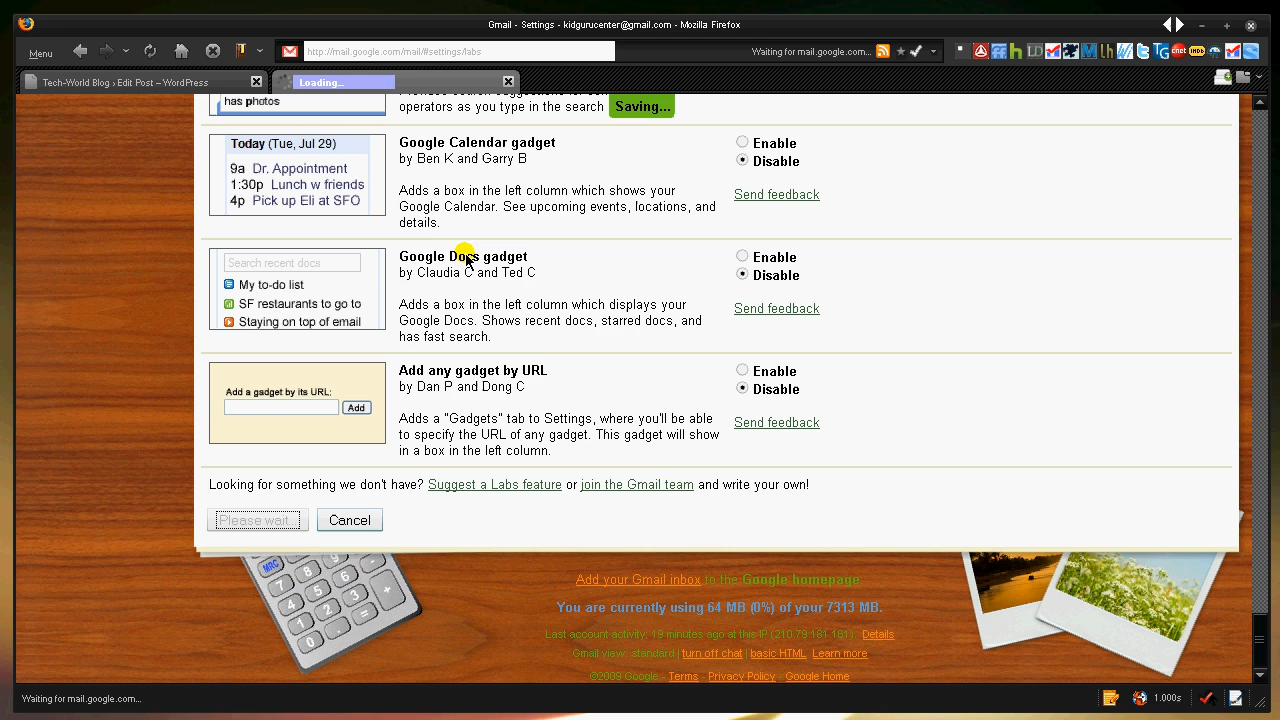 Gmail - Settings - kidgurucenter@gmail.com - Mozilla Firefox
Menu
http://mail.google.com/mail/#settings/labs
Waiting for mail.google.com...
Tech-World Blog › Edit Post — WordPress
Loading...
has photos
operators as you type in the search
Saving...
Today (Tue, Jul 29)
9a Dr. Appointment
1:30p Lunch w friends
4p Pick up Eli at SFO
Google Calendar gadget
by Ben K and Garry B
Adds a box in the left column which shows your
Google Calendar. See upcoming events, locations, and
details.
Enable
Disable
Send feedback
Search recent docs
My to-do list
SF restaurants to go to
Staying on top of email
Google Docs gadget
by Claudia C and Ted C
Adds a box in the left column which displays your
Google Docs. Shows recent docs, starred docs, and
has fast search.
Enable
Disable
Send feedback
Add a gadget by its URL:
Add
Add any gadget by URL
by Dan P and Dong C
Adds a "Gadgets" tab to Settings, where you'll be able
to specify the URL of any gadget. This gadget will show
in a box in the left column.
Enable
Disable
Send feedback
Looking for something we don't have? Suggest a Labs feature or join the Gmail team and write your own!
Please wait...
Cancel
MRC
Add your Gmail inbox to the Google homepage
You are currently using 64 MB (0%) of your 7313 MB.
Last account activity: 19 minutes ago at this IP (210.79.181.161). Details
Gmail view: standard | turn off chat | basic HTML Learn more
©2009 Google - Terms - Privacy Policy - Google Home
Waiting for mail.google.com...
1.000s